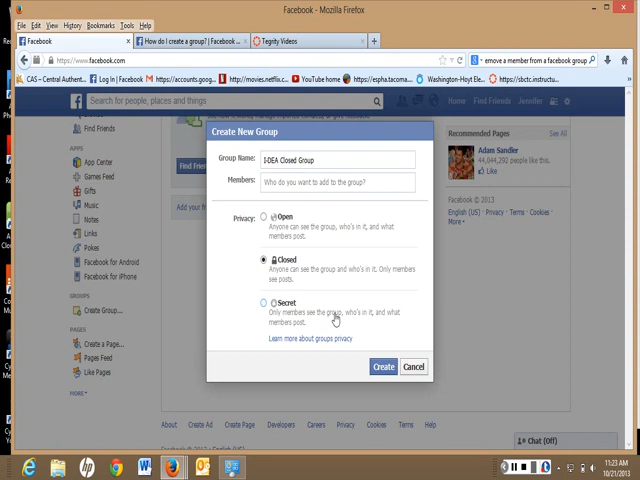 Facebook - Mozilla Firefox
File Edit View History Bookmarks Tools Help
Facebook
How do I create a group? | Facebook ...
Tegrity Videos
https://www.facebook.com
emove a member from a facebook group
CAS – Central Authent...
Log In | Facebook
https://accounts.goog...
http://movies.netflix.c...
YouTube home
https://espha.tacoma...
Washington-Hoyt Ele...
https://sbctc.instructu...
Search for people, places and things
Home Find Friends Jennifer
Find Friends
APPS
App Center
Games Feed
Gifts
Music
Notes
Links
Pokes
Facebook for Android
Facebook for iPhone
GROUPS
Create Group...
PAGES
Create a Page...
Pages Feed
Like Pages
MORE
Find Friend
Add your fr
Create New Group
Group Name: I-DEA Closed Group
Members: Who do you want to add to the group?
Privacy: Open
Anyone can see the group, who's in it, and what
members post.
Closed
Anyone can see the group and who's in it. Only members
see posts.
Secret
Only members see the group, who's in it, and what
members post.
Learn more about groups privacy
Create Cancel
Recommended Pages See All
Adam Sandler
44,044,292 people like this.
Like
Facebook © 2013
English (US) · Privacy · Terms · Cookies ·
More
About Create Ad Create Page Developers Careers Privacy Cookies Terms Help
Facebook © 2013 · English (US)
Chat (Off)
11:23 AM
10/21/2013